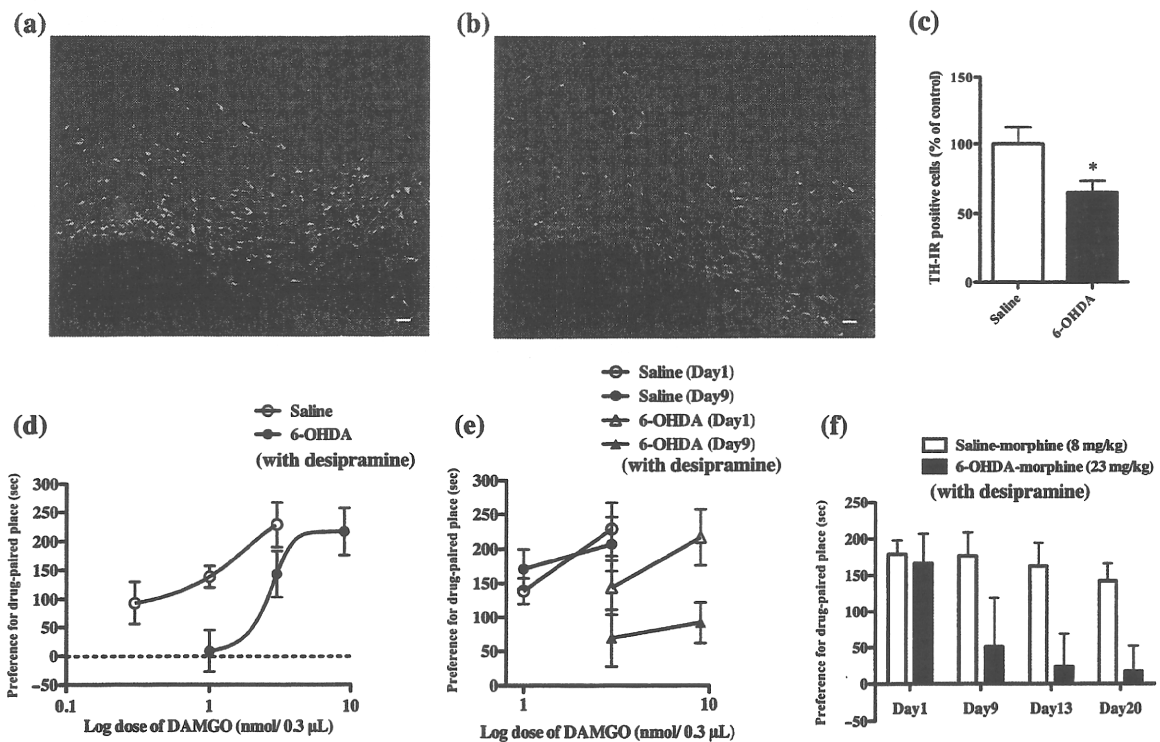 (a)
(b)
(c)
TH-IR positive cells (% of control)
150
100
50
0
*
Saline
6-OHDA
(d)
Saline
6-OHDA
(with desipramine)
Preference for drug-paired place (sec)
300
250
200
150
100
50
0
−50
0.1
1
10
Log dose of DAMGO (nmol/ 0.3 μL)
(e)
Saline (Day1)
Saline (Day9)
6-OHDA (Day1)
6-OHDA (Day9)
(with desipramine)
Preference for drug-paired place (sec)
300
250
200
150
100
50
0
1
10
Log dose of DAMGO (nmol/ 0.3 μL)
(f)
Saline-morphine (8 mg/kg)
6-OHDA-morphine (23 mg/kg)
(with desipramine)
Preference for drug-paired place (sec)
250
200
150
100
50
0
−50
Day1
Day9
Day13
Day20